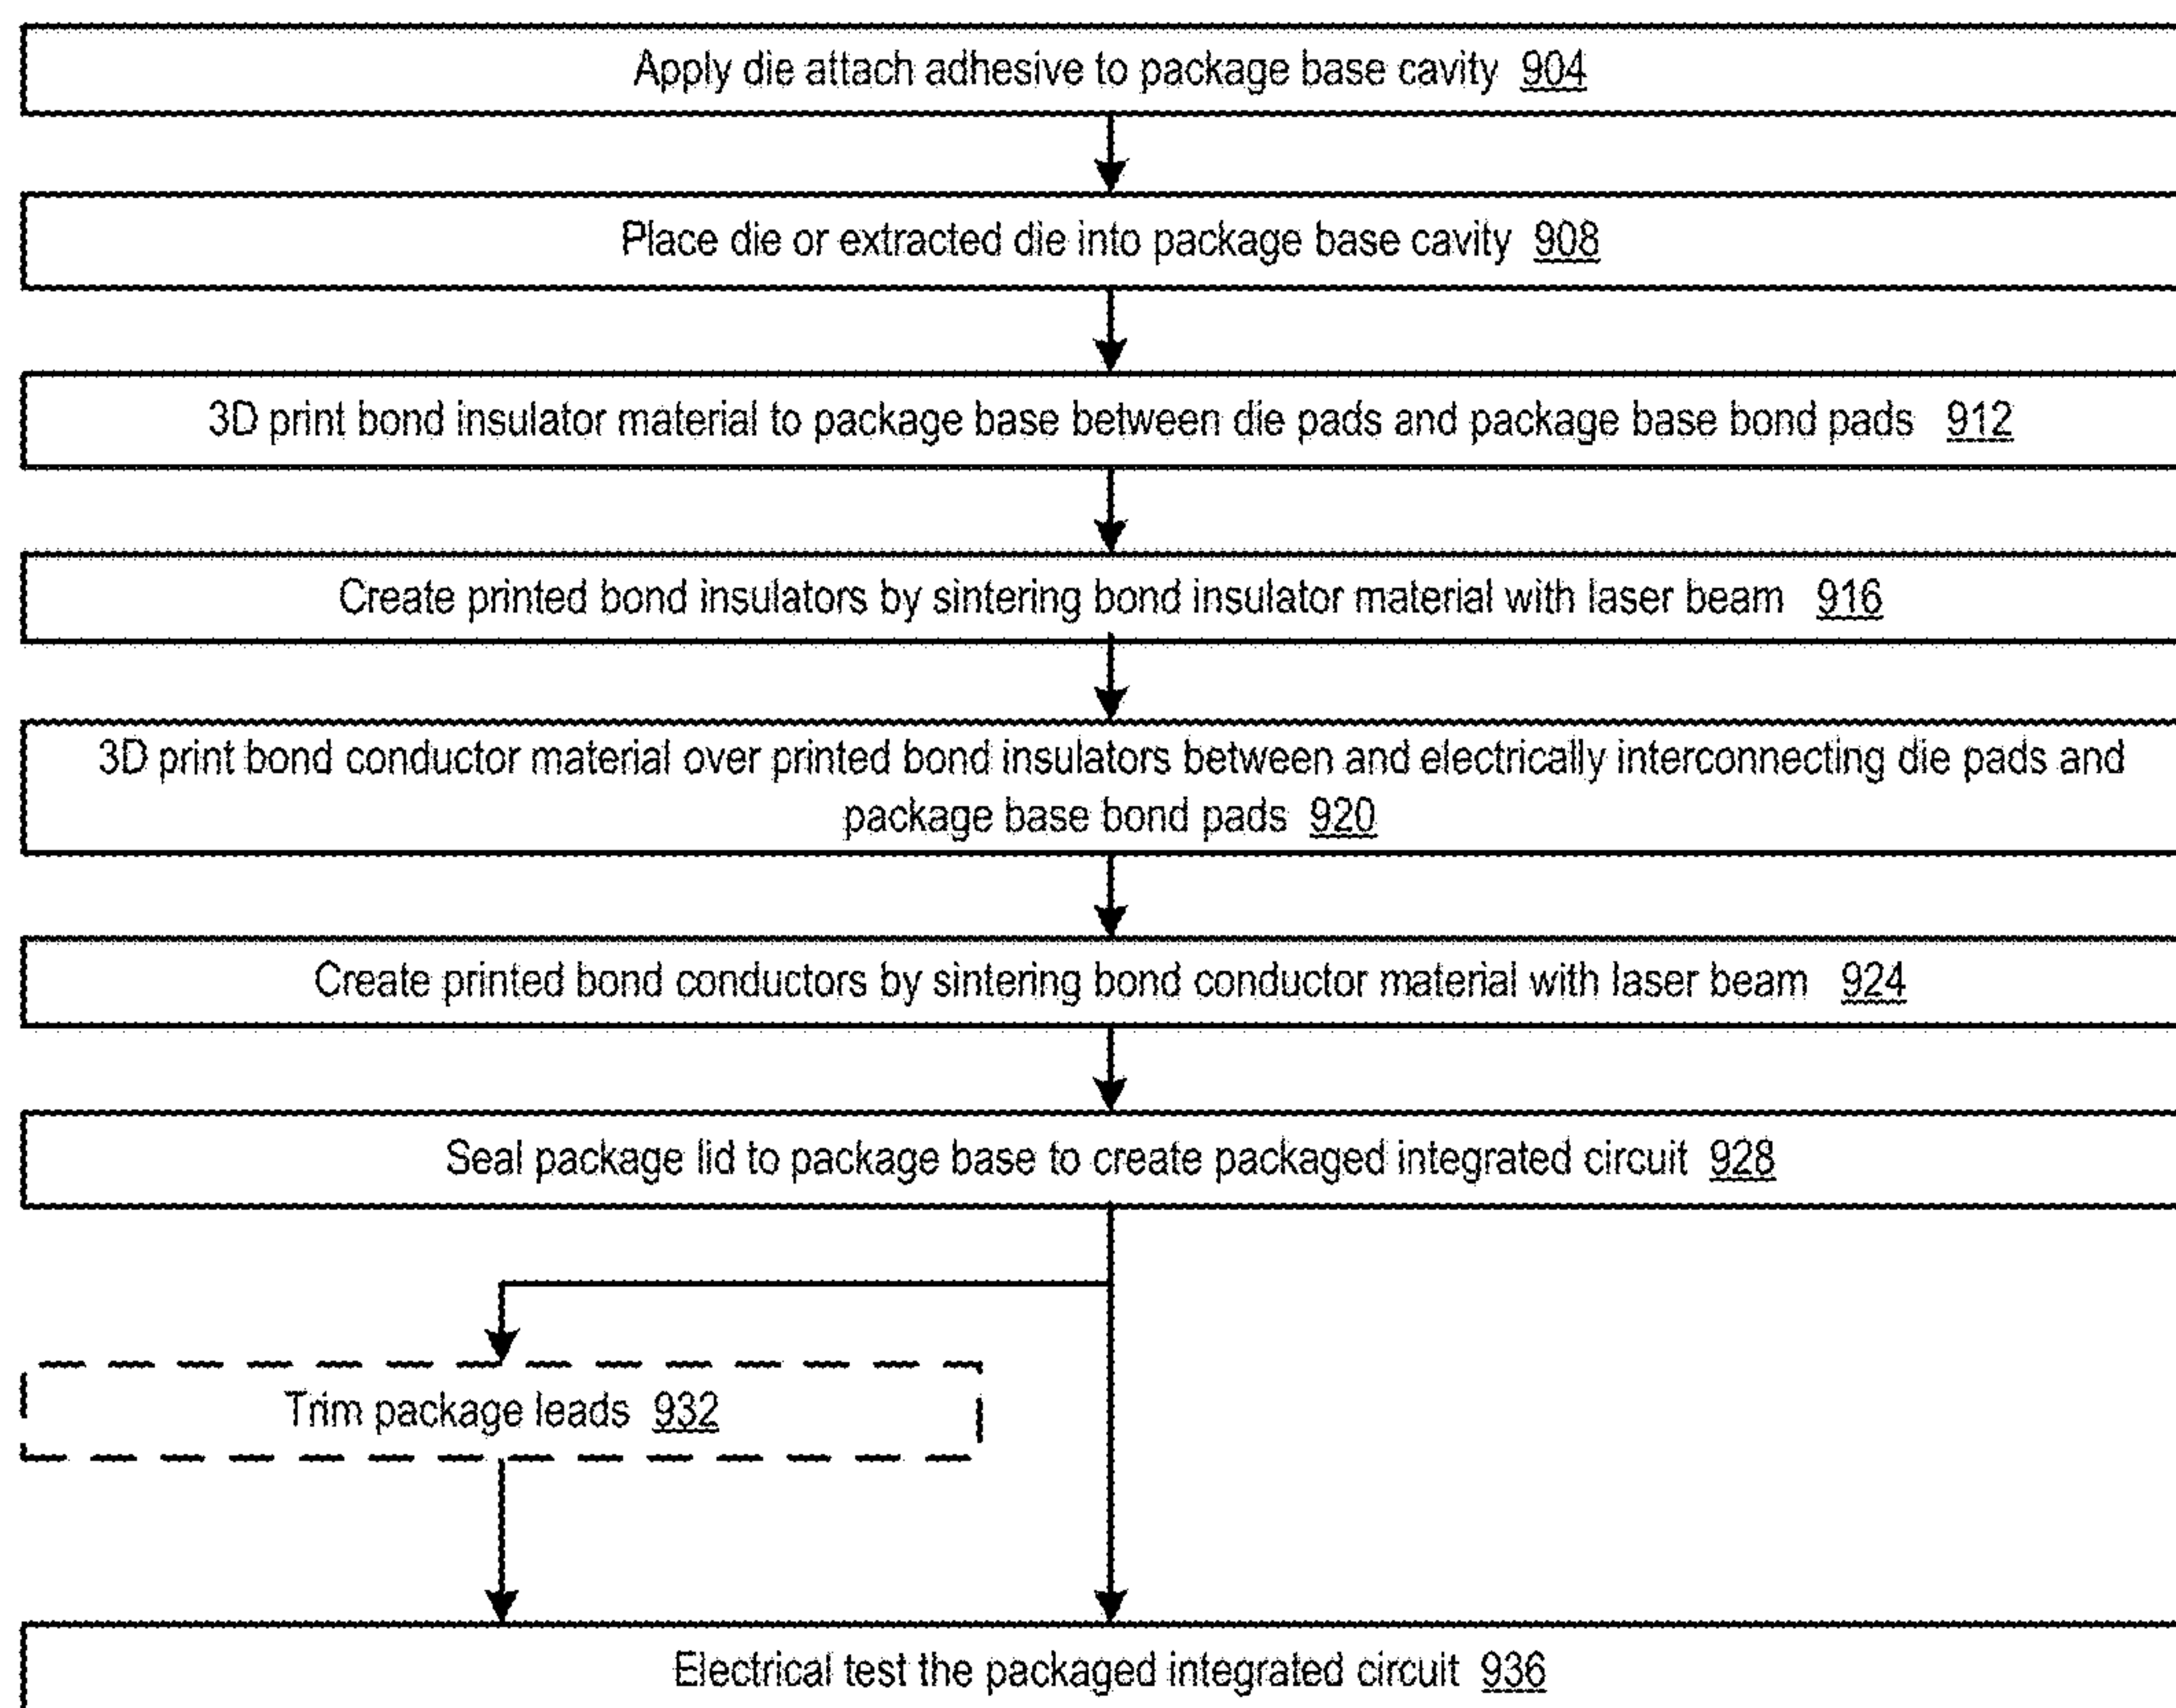 Apply die attach adhesive to package base cavity 904
Place die or extracted die into package base cavity 908
3D print bond insulator material to package base between die pads and package base bond pads 912
Create printed bond insulators by sintering bond insulator material with laser beam 916
3D print bond conductor material over printed bond insulators between and electrically interconnecting die pads and
package base bond pads 920
Create printed bond conductors by sintering bond conductor material with laser beam 924
Seal package lid to package base to create packaged integrated circuit 928
Trim package leads 932
Electrical test the packaged integrated circuit 936